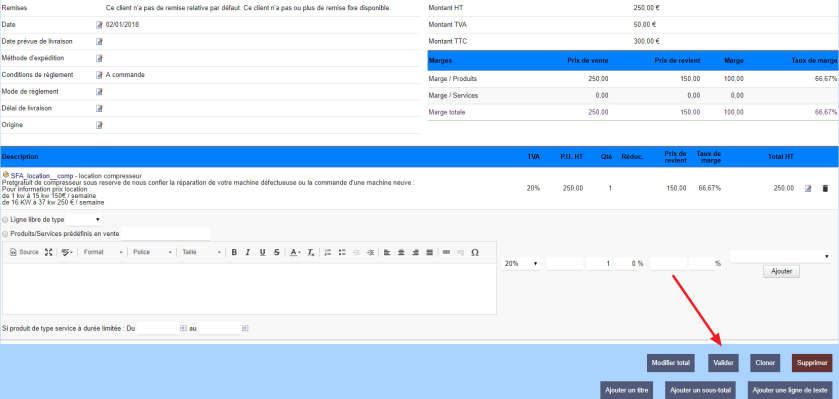 Remises Ce client n'a pas de remise relative par défaut. Ce client n'a pas ou plus de remise fixe disponible.
Date 02/01/2018
Date prévue de livraison
Méthode d'expédition
Conditions de règlement A commande
Mode de règlement
Délai de livraison
Origine
Montant HT 250,00 €
Montant TVA 50,00 €
Montant TTC 300,00 €
Marges Prix de vente Prix de revient Marge Taux de marge
Marge / Produits 250,00 150,00 100,00 66,67%
Marge / Services 0,00 0,00 0,00
Marge totale 250,00 150,00 100,00 66,67%
Description TVA P.U. HT Qté Réduc. Prix de revient Taux de marge Total HT
SFA_location__comp - location compresseur
Pretgratuit de compresseur sous reserve de nous confier la réparation de votre machine défectueuse ou la commande d'une machine neuve :
Pour information prix location
de 1 kw à 15 kw 150€ / semaine
de 16 KW à 37 kw 250 € / semaine
20% 250,00 1 150,00 66,67% 250,00
Ligne libre de type
Produits/Services prédéfinis en vente
Source Format Police Taille B I U S A Ix Ω
20% 1 0 % %
Ajouter
Si produit de type service à durée limitée : Du au
Modifier total Valider Cloner Supprimer
Ajouter un titre Ajouter un sous-total Ajouter une ligne de texte